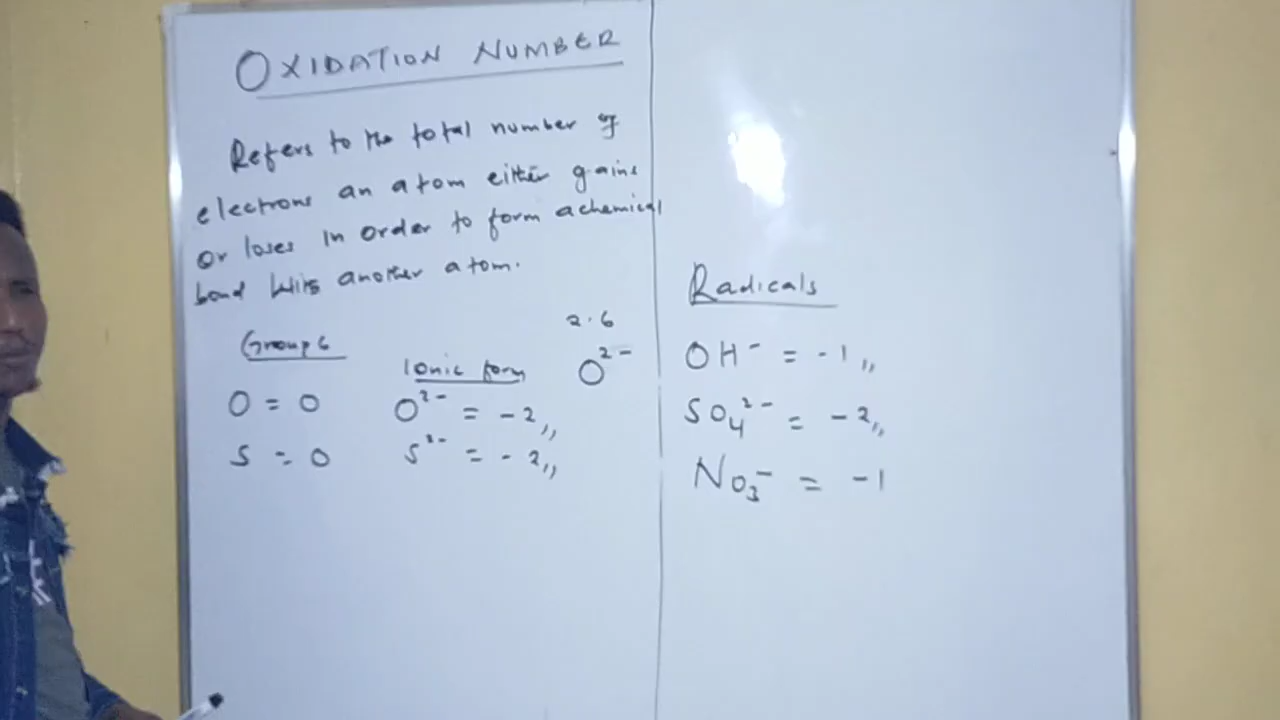 OXIDATION NUMBER
Refers to the total number of
electrons an atom either gains
or loses in order to form a chemical
bond with another atom.
2.6
Group 6
Ionic form
O²⁻
O = 0
O²⁻ = -2,,
S = 0
S²⁻ = -2,,
Radicals
OH⁻ = -1,,
SO₄²⁻ = -2,,
NO₃⁻ = -1